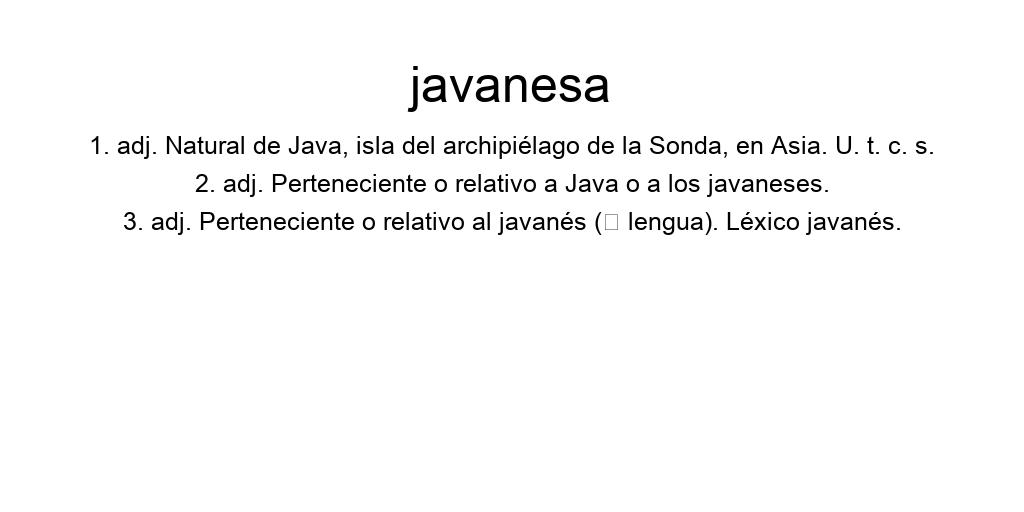 javanesa
1. adj. Natural de Java, isla del archipiélago de la Sonda, en Asia. U. t. c. s.
2. adj. Perteneciente o relativo a Java o a los javaneses.
3. adj. Perteneciente o relativo al javanés (□ lengua). Léxico javanés.